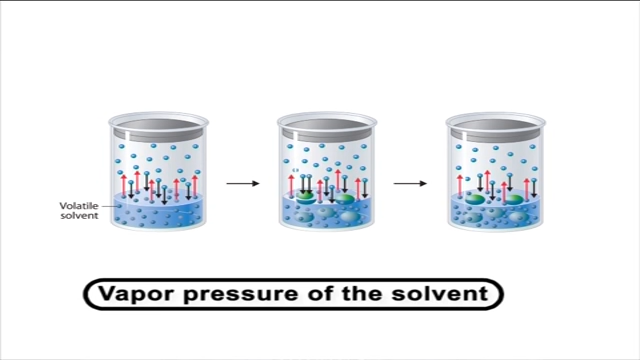 Volatile
solvent
Vapor pressure of the solvent